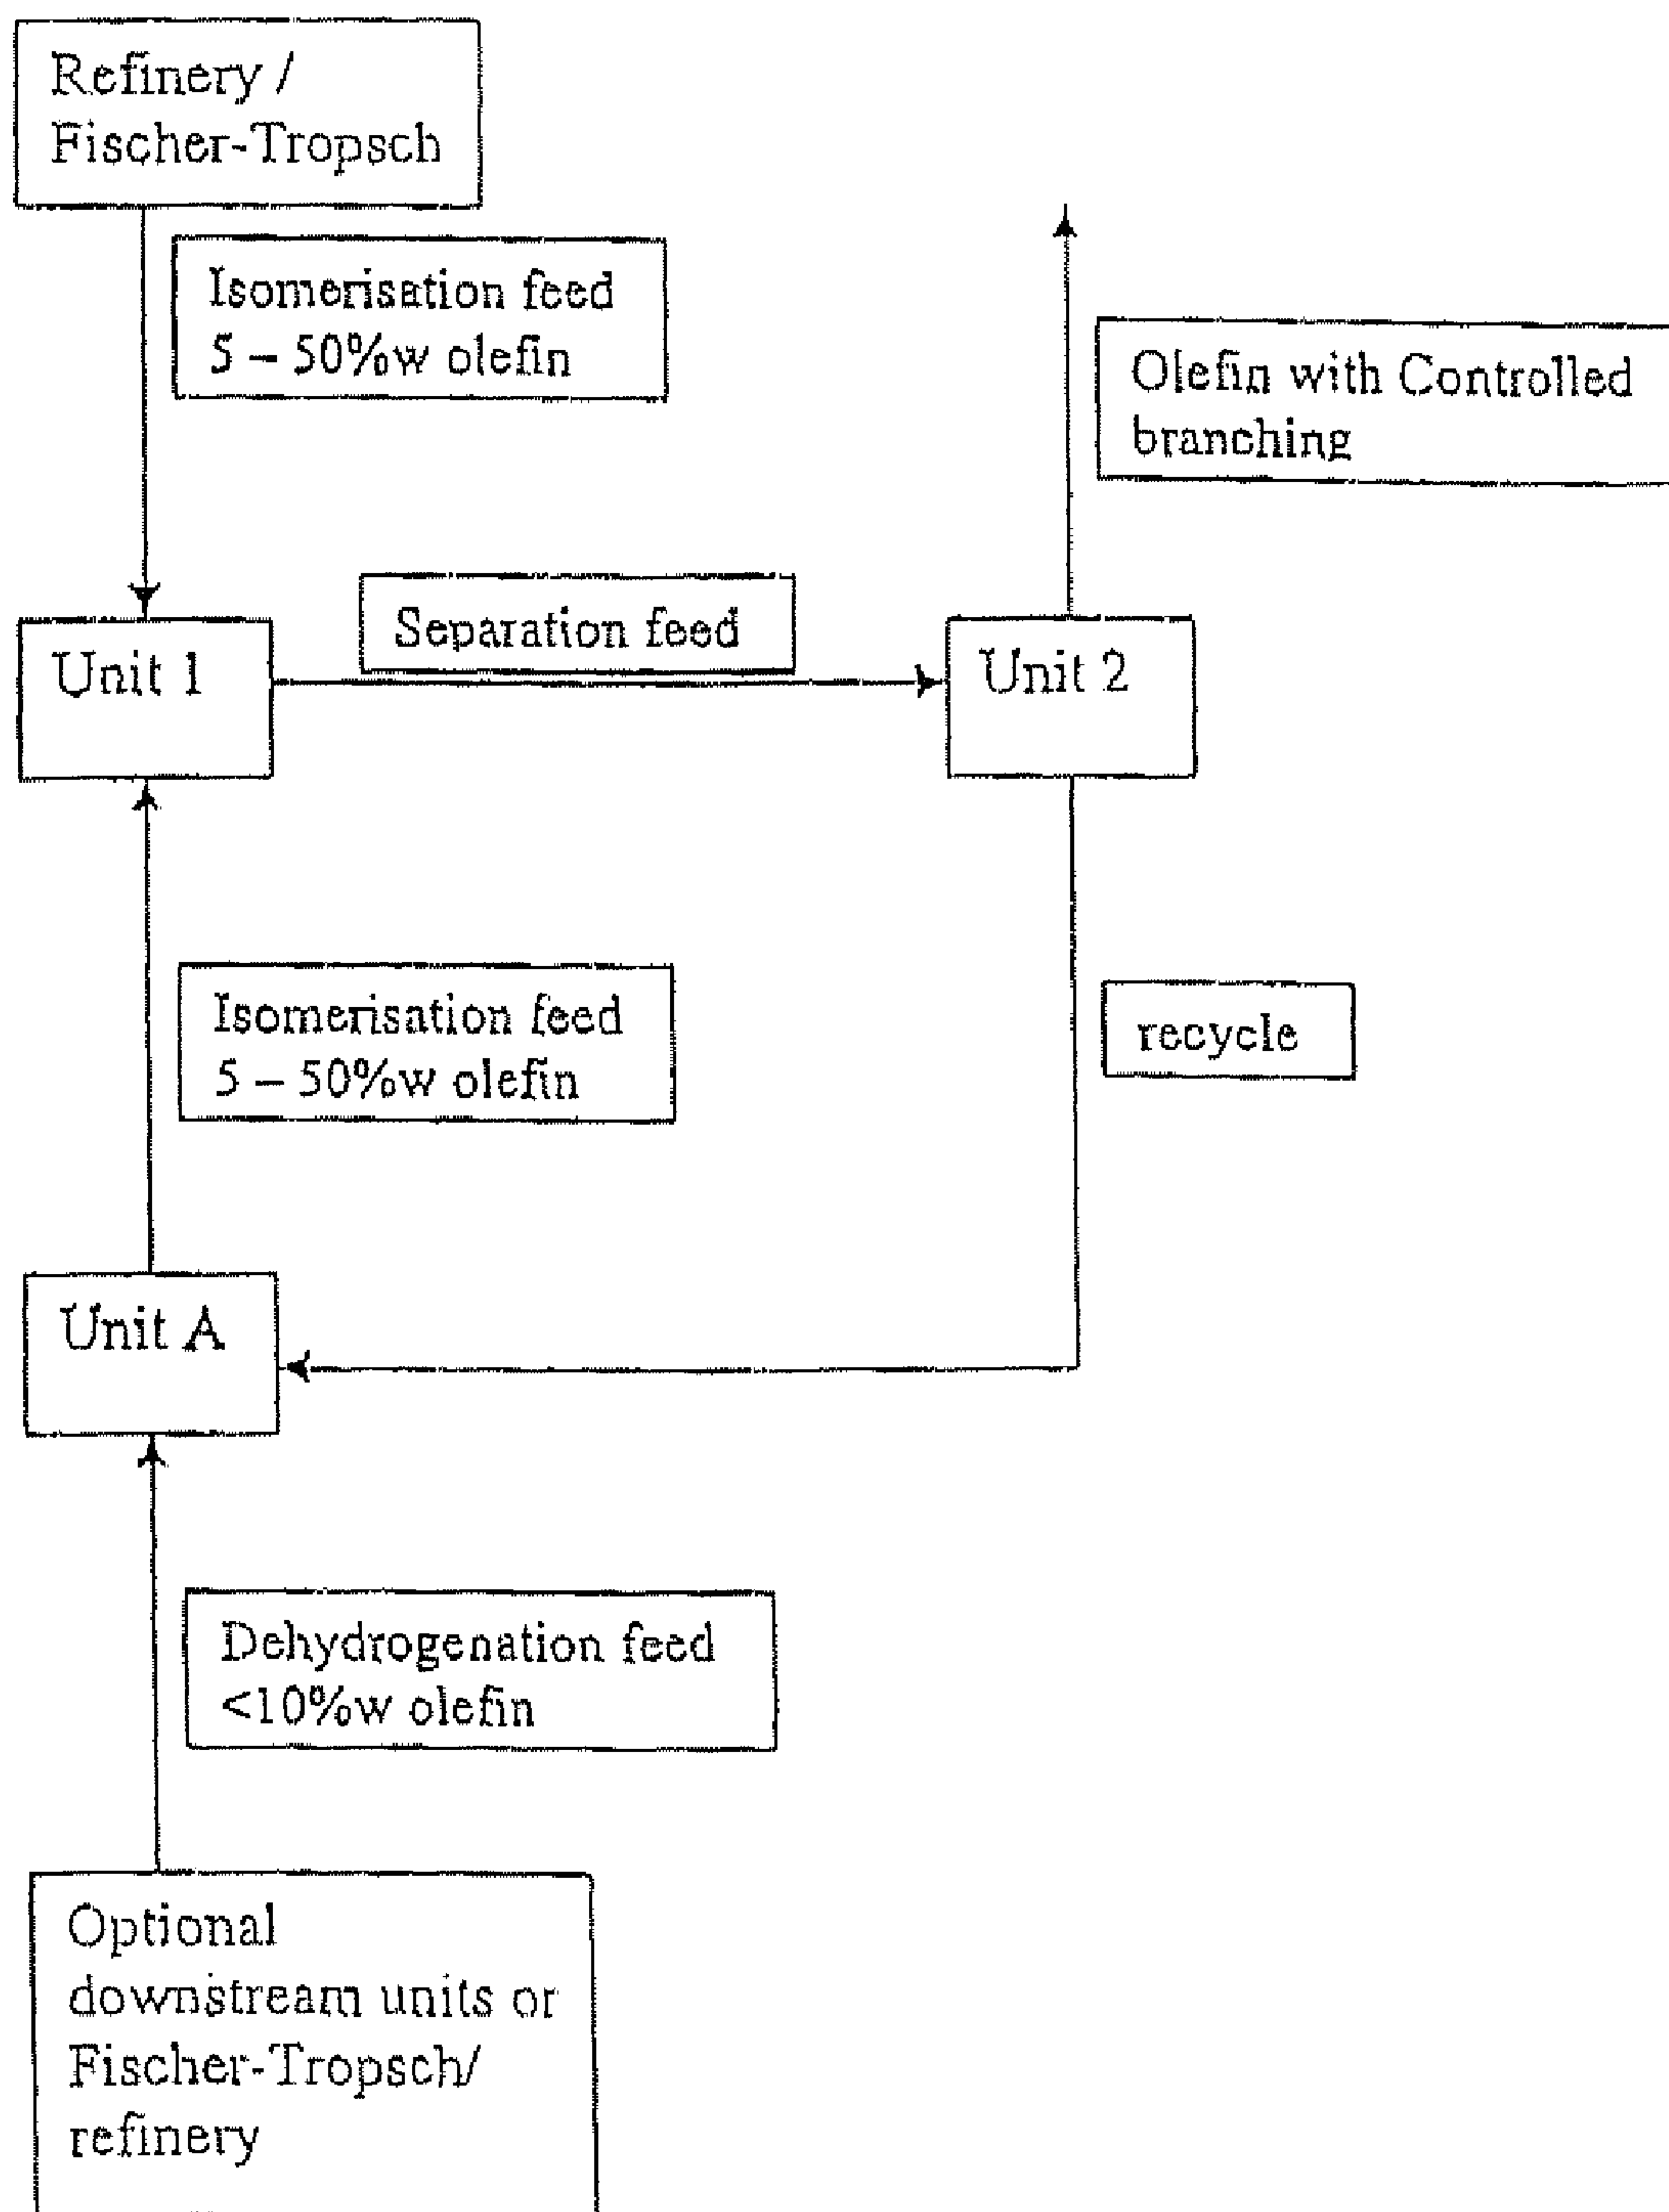 Refinery /
Fischer-Tropsch
Isomerisation feed
5 – 50%w olefin
Olefin with Controlled
branching
Separation feed
Unit 1
Unit 2
Isomerisation feed
5 – 50%w olefin
recycle
Unit A
Dehydrogenation feed
<10%w olefin
Optional
downstream units or
Fischer-Tropsch/
refinery